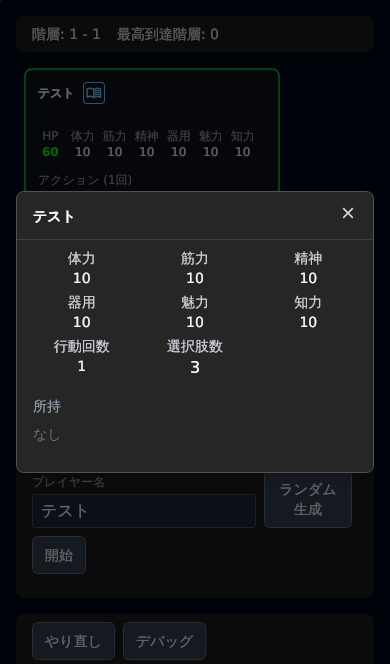 階層: 1 - 1 最高到達階層: 0
テスト
HP 体力 筋力 精神 器用 魅力 知力
60 10 10 10 10 10 10
アクション (1回)
テスト ×
体力 筋力 精神
10 10 10
器用 魅力 知力
10 10 10
行動回数 選択肢数
1 3
所持
なし
プレイヤー名
テスト
ランダム
生成
開始
やり直し デバッグ